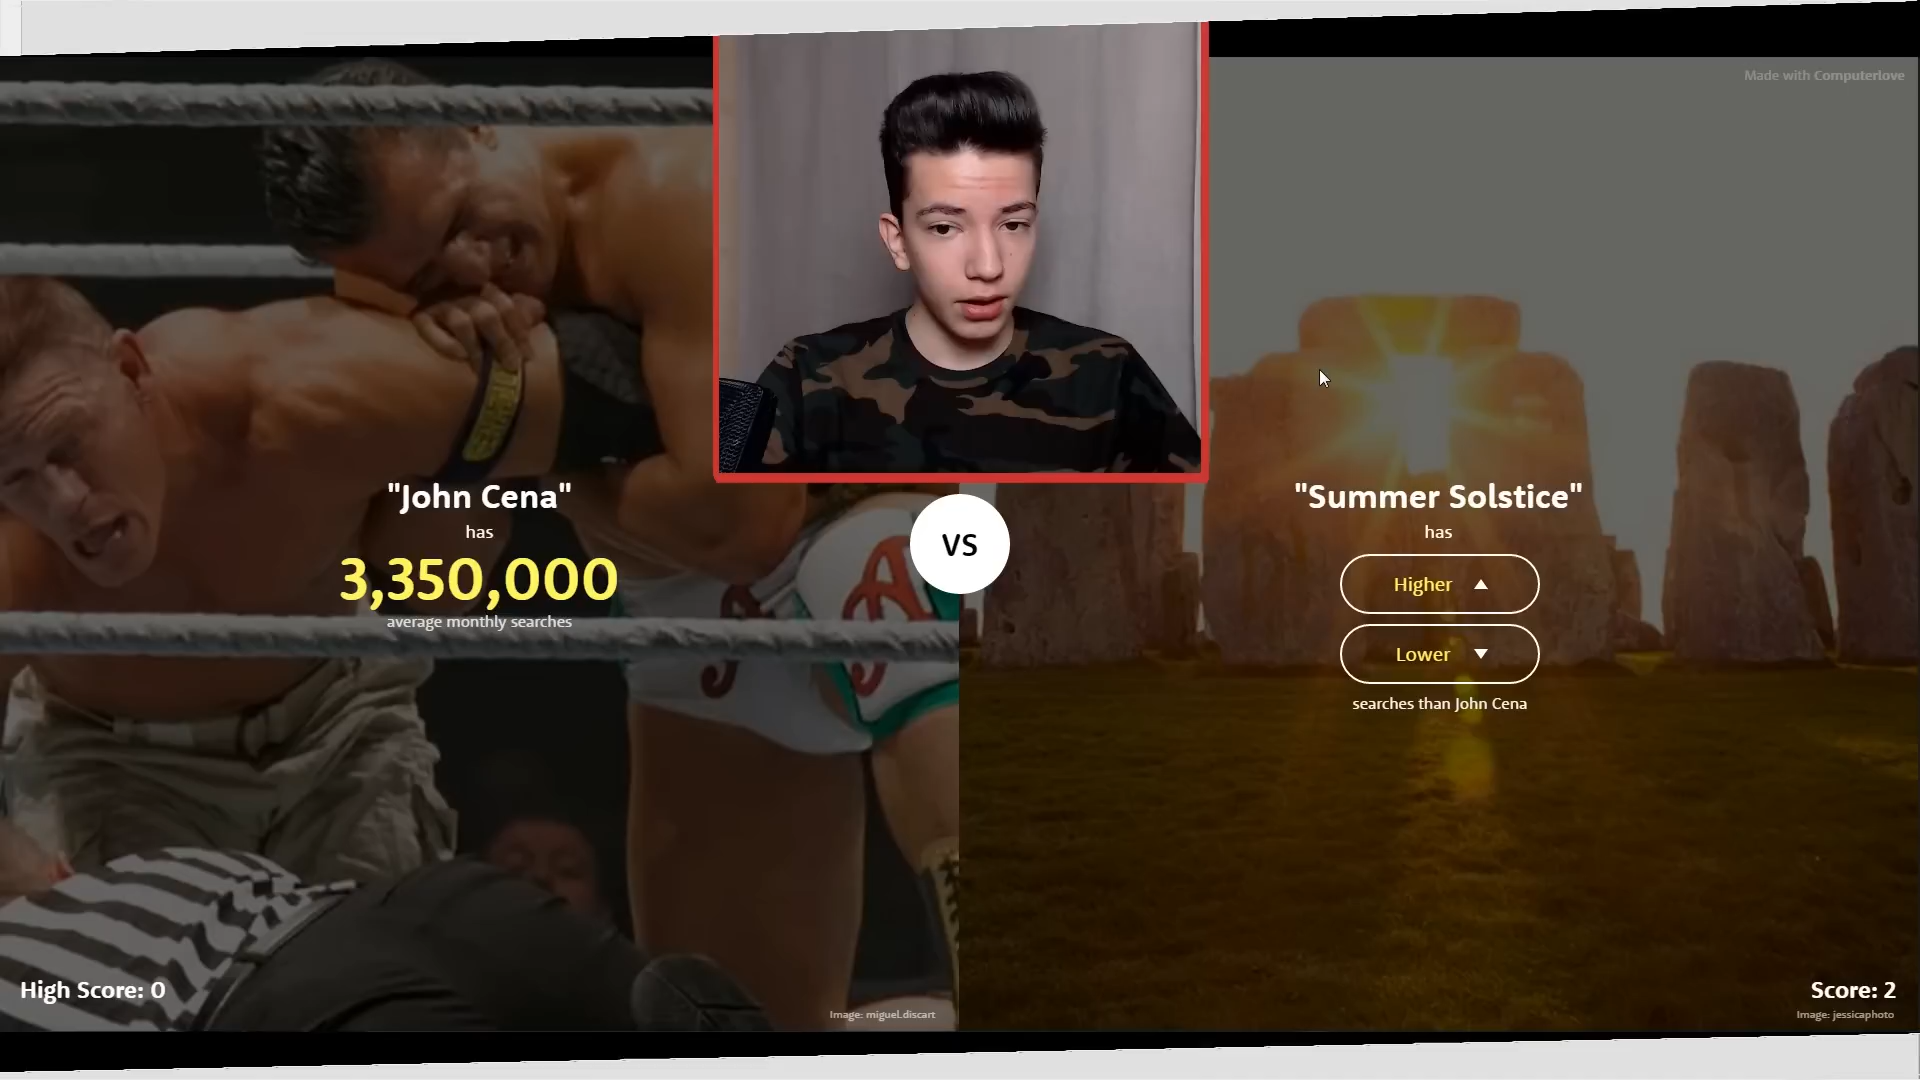 Made with Computerlove
"John Cena"
has
3,350,000
average monthly searches
VS
"Summer Solstice"
has
Higher
Lower
searches than John Cena
High Score: 0
Image: miguel.discart
Score: 2
Image: jessicaphoto